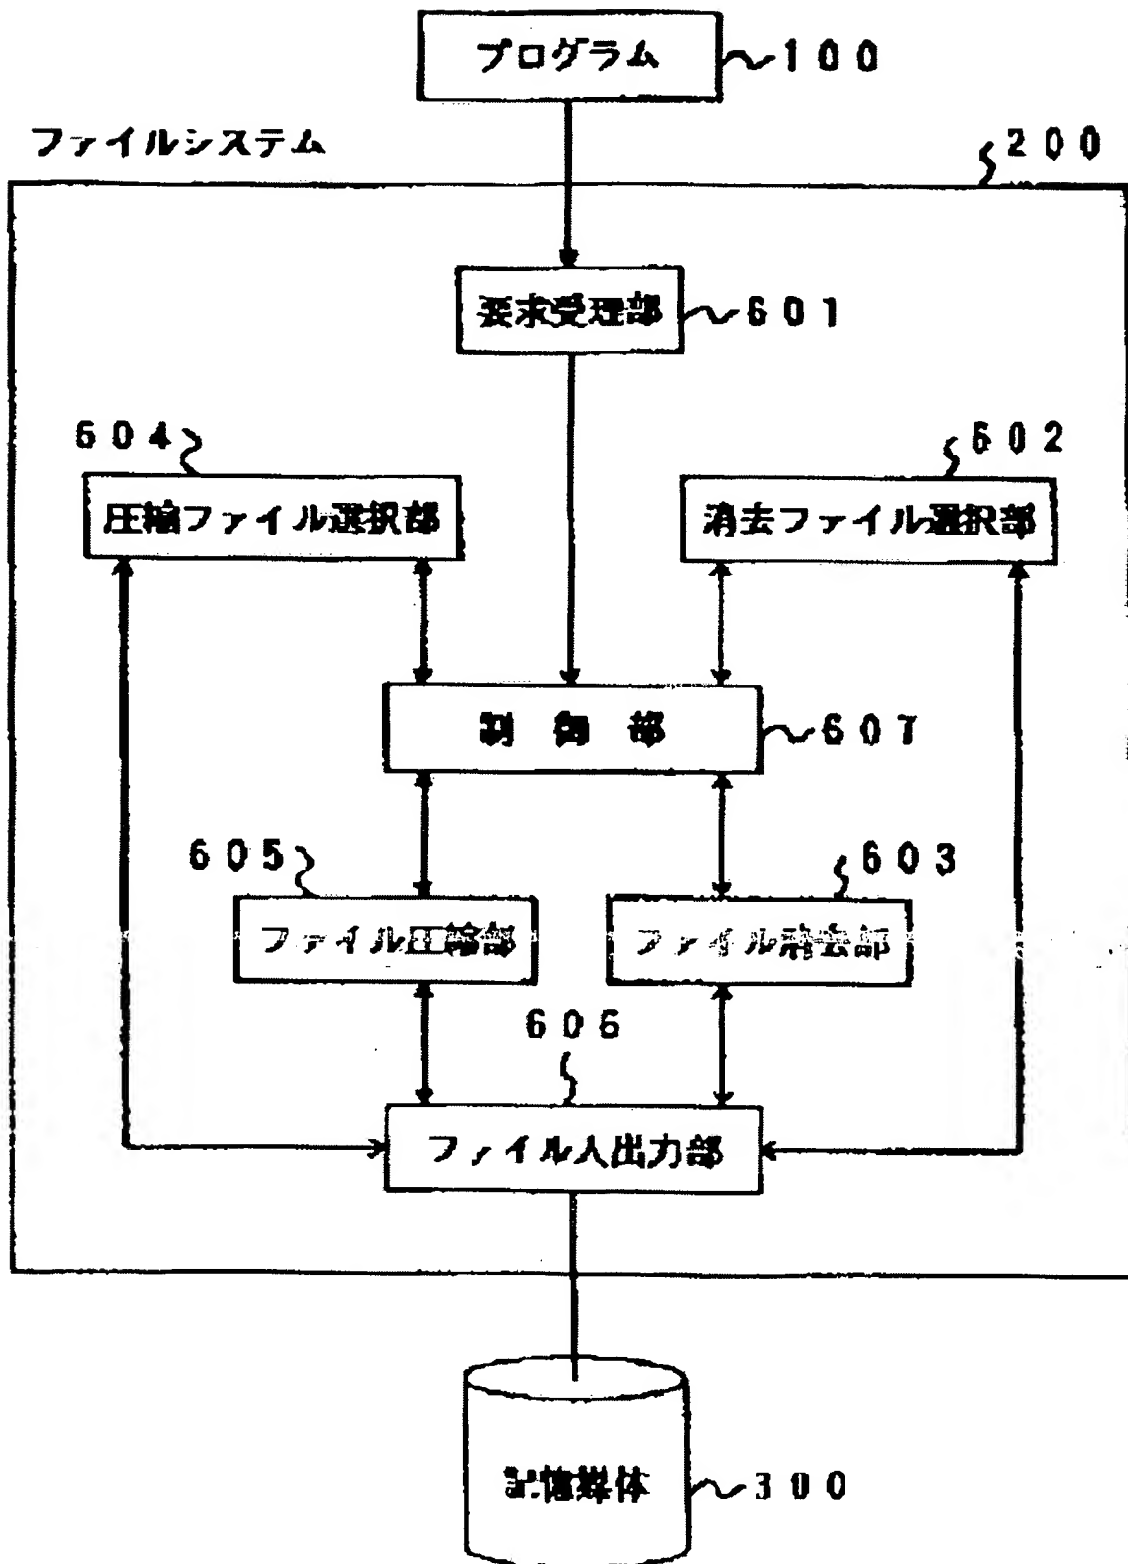 プログラム
100
ファイルシステム
200
要求受理部
601
604
602
圧縮ファイル選択部
消去ファイル選択部
制御部
607
605
603
ファイル圧縮部
ファイル消去部
606
ファイル入出力部
記憶媒体
300